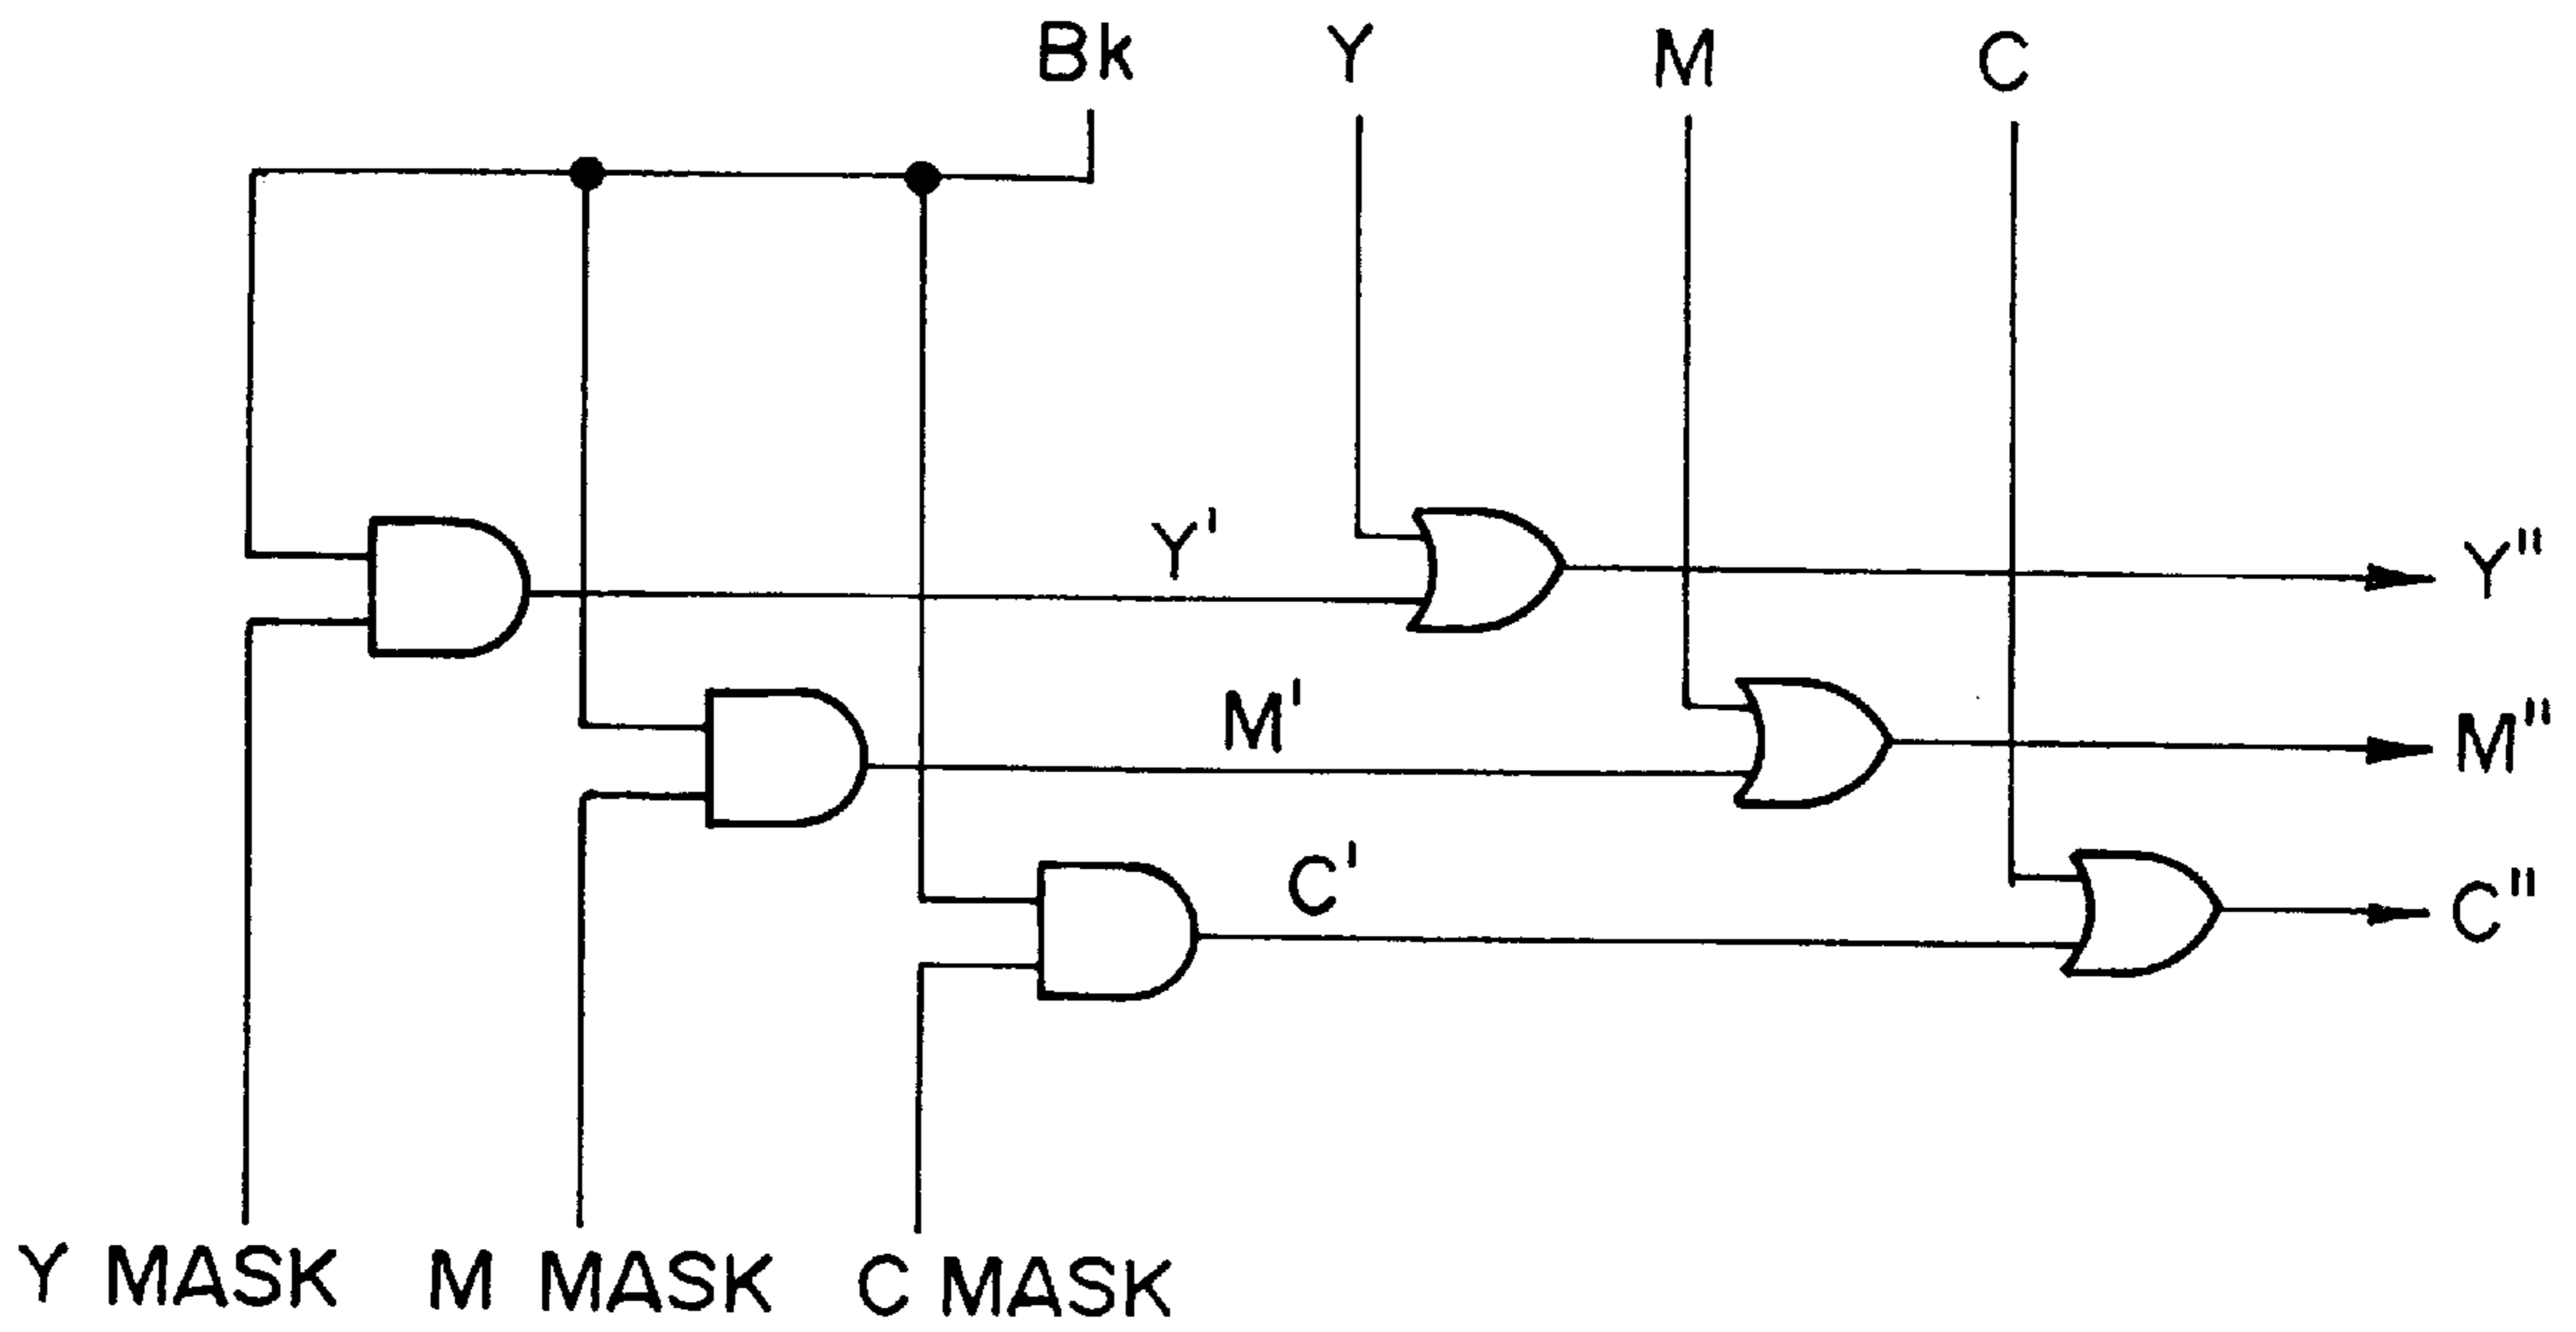 Bk Y M C
Y' Y"
M' M"
C' C"
Y MASK M MASK C MASK